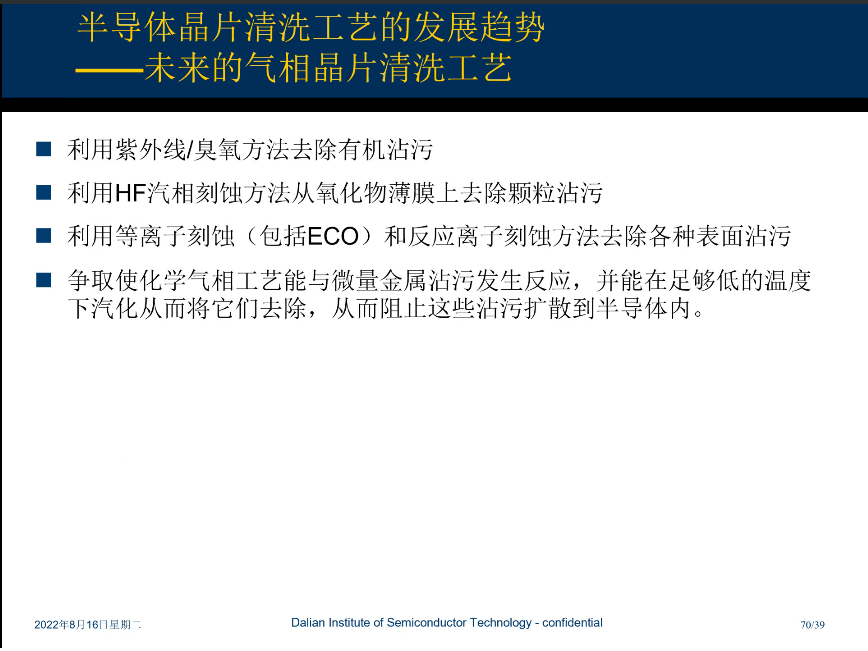 半导体晶片清洗工艺的发展趋势
——未来的气相晶片清洗工艺
利用紫外线/臭氧方法去除有机沾污
利用HF汽相刻蚀方法从氧化物薄膜上去除颗粒沾污
利用等离子刻蚀（包括ECO）和反应离子刻蚀方法去除各种表面沾污
争取使化学气相工艺能与微量金属沾污发生反应，并能在足够低的温度
下汽化从而将它们去除，从而阻止这些沾污扩散到半导体内。
2022年8月16日星期二
Dalian Institute of Semiconductor Technology - confidential
70/39